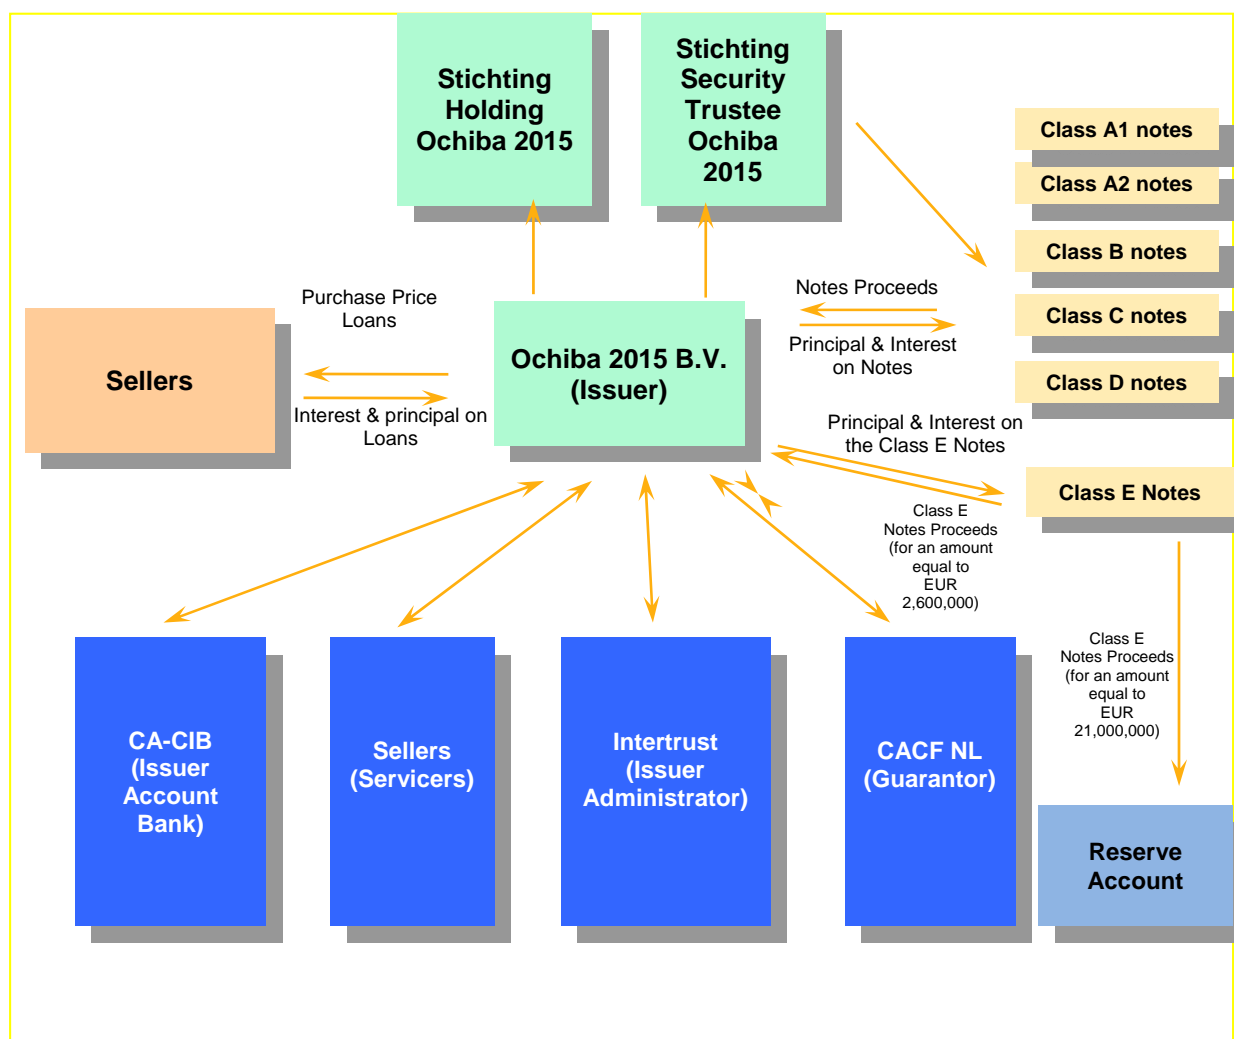 Stichting
Holding
Ochiba 2015
Stichting
Security
Trustee
Ochiba
2015
Class A1 notes
Class A2 notes
Class B notes
Class C notes
Class D notes
Notes Proceeds
Principal & Interest
on Notes
Purchase Price
Loans
Sellers
Interest & principal on
Loans
Ochiba 2015 B.V.
(Issuer)
Principal & Interest on
the Class E Notes
Class E Notes
Class E
Notes Proceeds
(for an amount
equal to
EUR
2,600,000)
Class E
Notes Proceeds
(for an amount
equal to
EUR
21,000,000)
CA-CIB
(Issuer
Account
Bank)
Sellers
(Servicers)
Intertrust
(Issuer
Administrator)
CACF NL
(Guarantor)
Reserve
Account